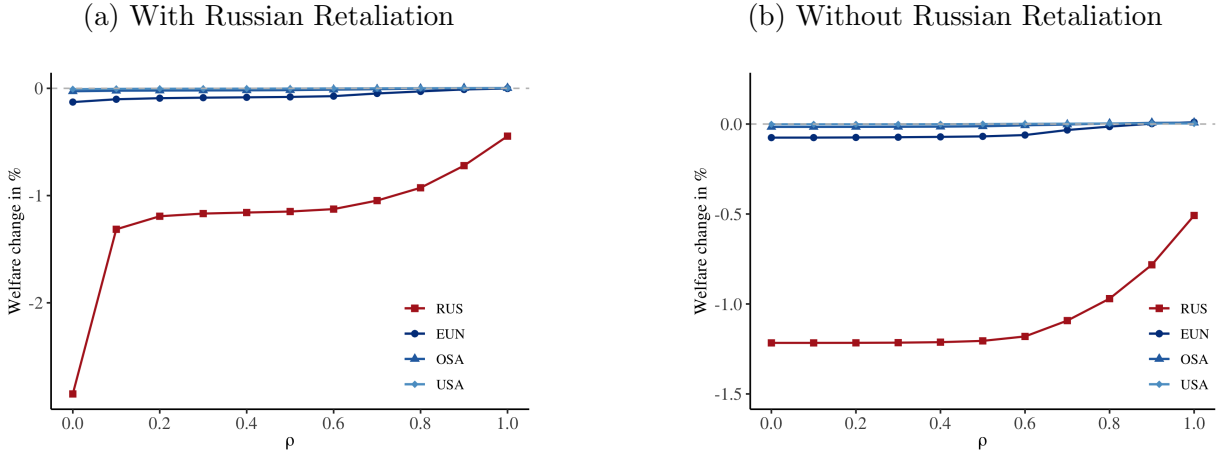 (a) With Russian Retaliation
0
-1
-2
Welfare change in %
RUS
EUN
OSA
USA
0.0 0.2 0.4 0.6 0.8 1.0
ρ
(b) Without Russian Retaliation
0.0
-0.5
-1.0
-1.5
Welfare change in %
RUS
EUN
OSA
USA
0.0 0.2 0.4 0.6 0.8 1.0
ρ